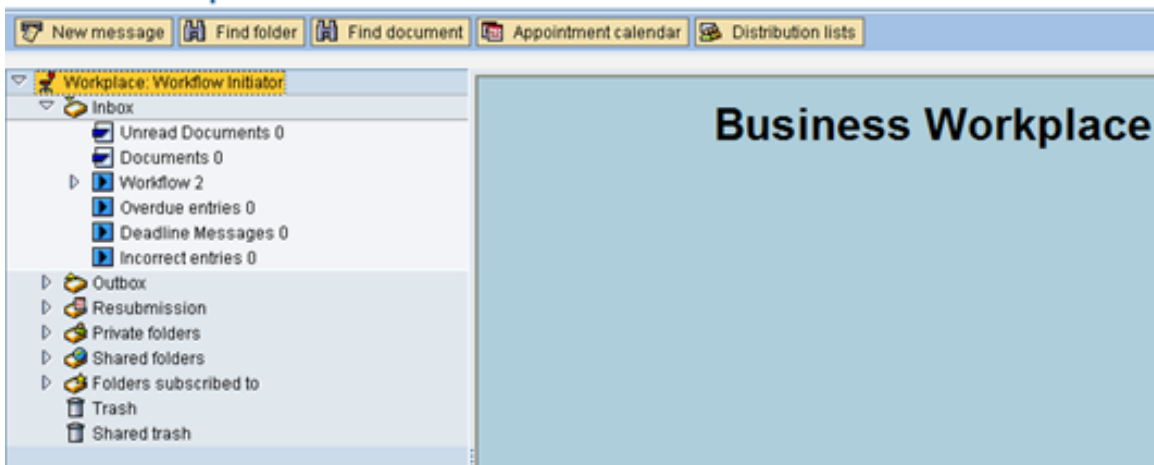 New message Find folder Find document Appointment calendar Distribution lists
Workplace: Workflow Initiator
Inbox
Unread Documents 0
Documents 0
Workflow 2
Overdue entries 0
Deadline Messages 0
Incorrect entries 0
Outbox
Resubmission
Private folders
Shared folders
Folders subscribed to
Trash
Shared trash
Business Workplace